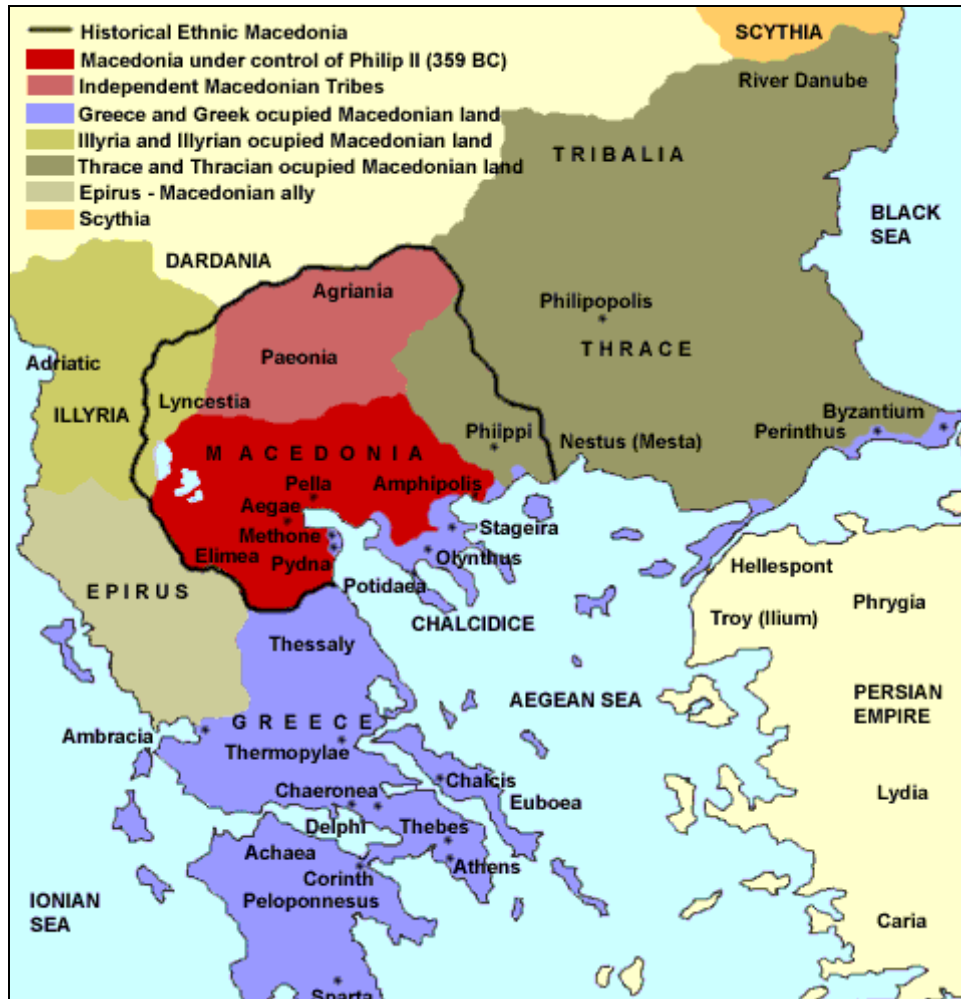 Historical Ethnic Macedonia
Macedonia under control of Philip II (359 BC)
Independent Macedonian Tribes
Greece and Greek ocupied Macedonian land
Illyria and Illyrian ocupied Macedonian land
Thrace and Thracian ocupied Macedonian land
Epirus - Macedonian ally
Scythia
SCYTHIA
River Danube
TRIBALIA
BLACK
SEA
DARDANIA
Agriania
Philipopolis
THRACE
Paeonia
Adriatic
ILLYRIA
Lyncestia
Byzantium
Perinthus
Phiippi
Nestus (Mesta)
MACEDONIA
Pella
Amphipolis
Aegae
Stageira
Methone
Olynthus
Elimea
Pydna
Potidaea
Hellespont
EPIRUS
CHALCIDICE
Troy (Ilium)
Phrygia
Thessaly
AEGEAN SEA
PERSIAN
EMPIRE
GREECE
Ambracia
Thermopylae
Chalcis
Chaeronea
Euboea
Lydia
Delphi
Thebes
Achaea
Athens
Corinth
Peloponnesus
IONIAN
SEA
Caria
Sparta